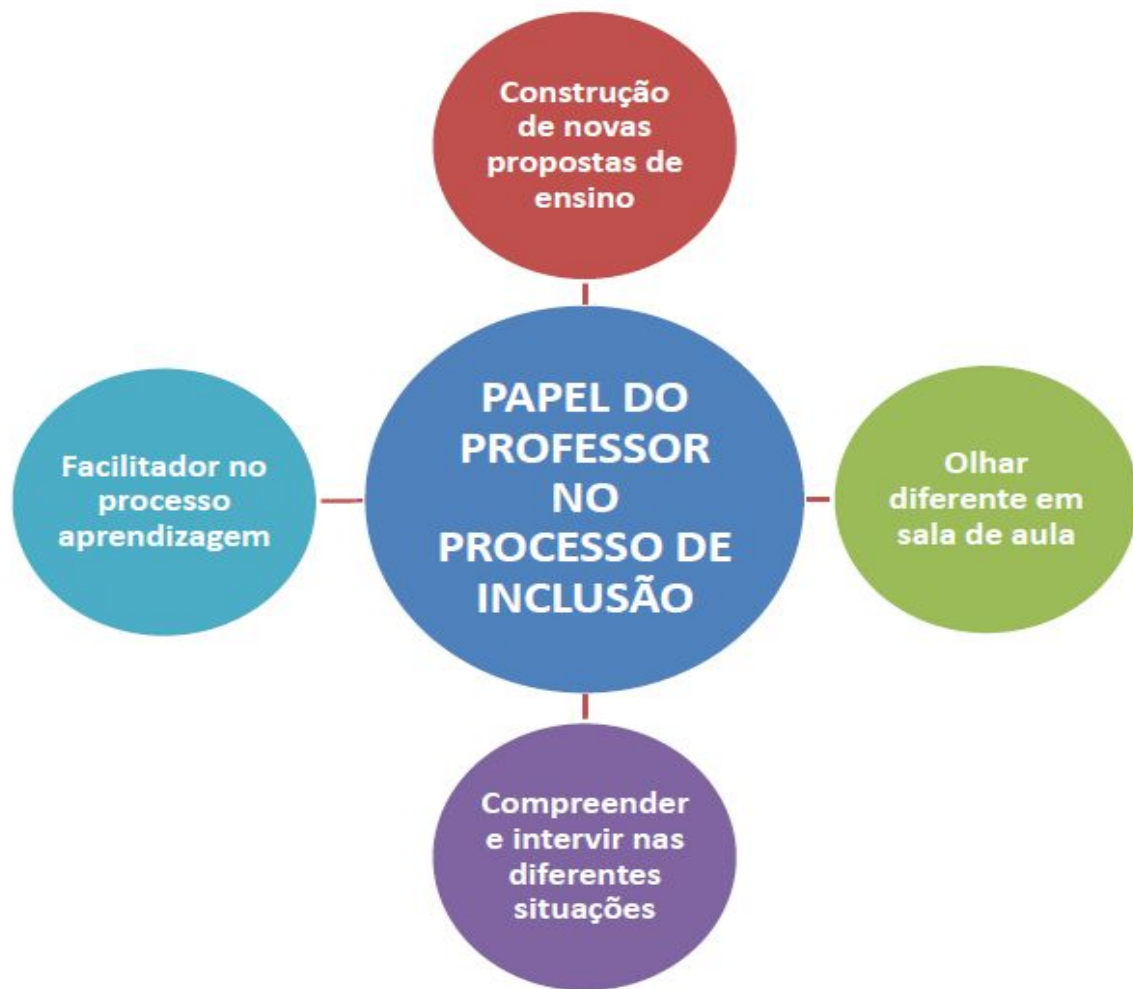 Construção
de novas
propostas de
ensino
PAPEL DO
PROFESSOR
NO
PROCESSO DE
INCLUSÃO
Facilitador no
processo
aprendizagem
Olhar
diferente em
sala de aula
Compreender
e intervir nas
diferentes
situações